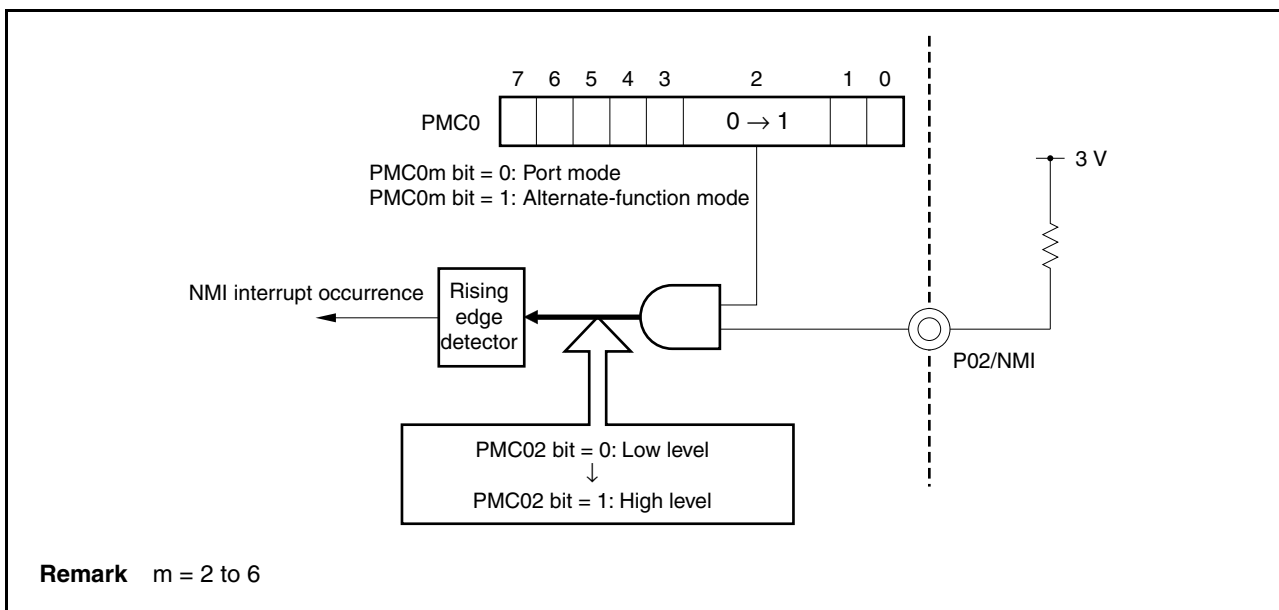 7 6 5 4 3 2 1 0
PMC0 0 → 1
3 V
PMC0m bit = 0: Port mode
PMC0m bit = 1: Alternate-function mode
NMI interrupt occurrence
Rising
edge
detector
P02/NMI
PMC02 bit = 0: Low level
↓
PMC02 bit = 1: High level
Remark m = 2 to 6